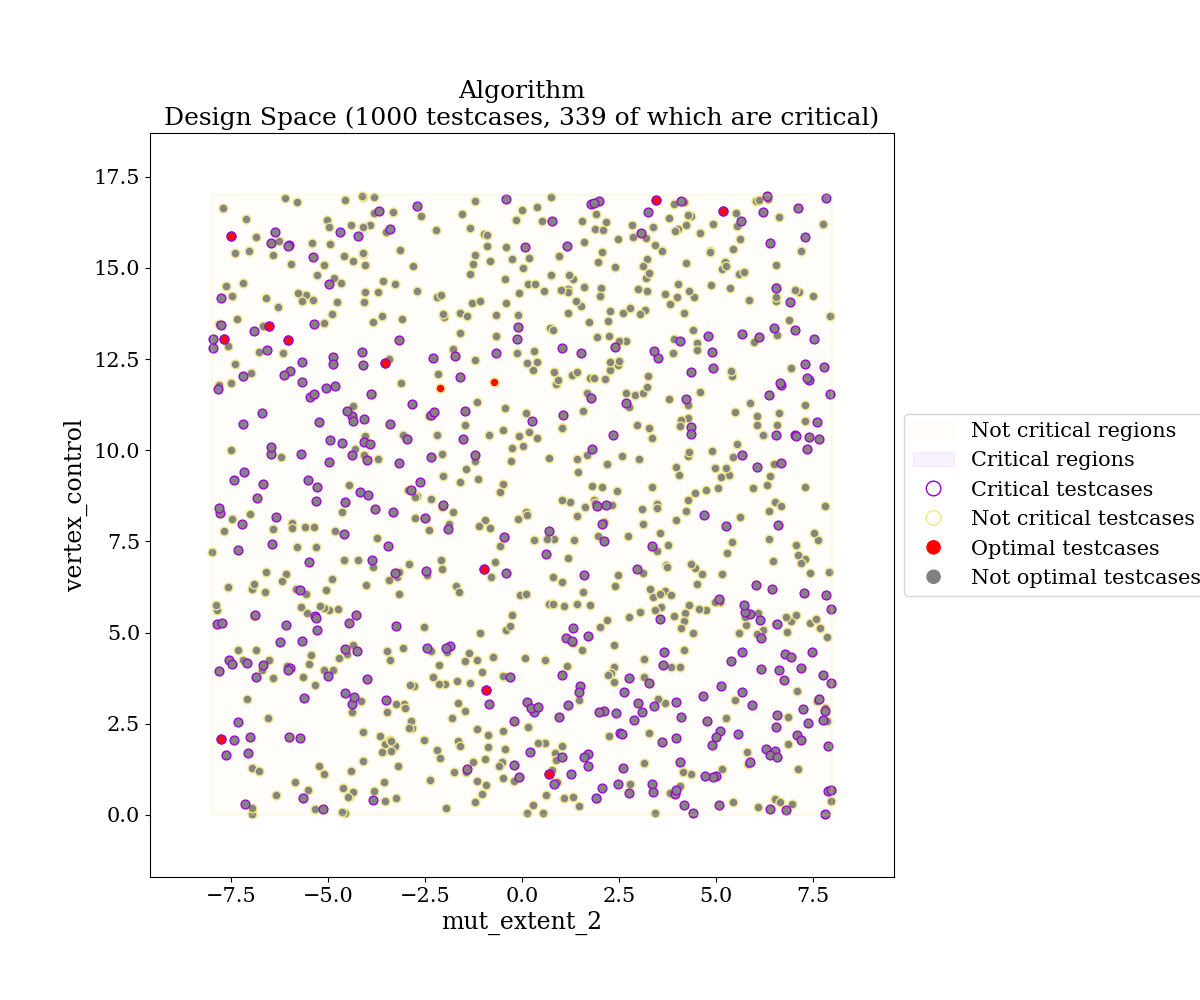 Algorithm
Design Space (1000 testcases, 339 of which are critical)
17.5
15.0
12.5
10.0
7.5
5.0
2.5
0.0
vertex_control
−7.5
−5.0
−2.5
0.0
2.5
5.0
7.5
mut_extent_2
Not critical regions
Critical regions
Critical testcases
Not critical testcases
Optimal testcases
Not optimal testcases